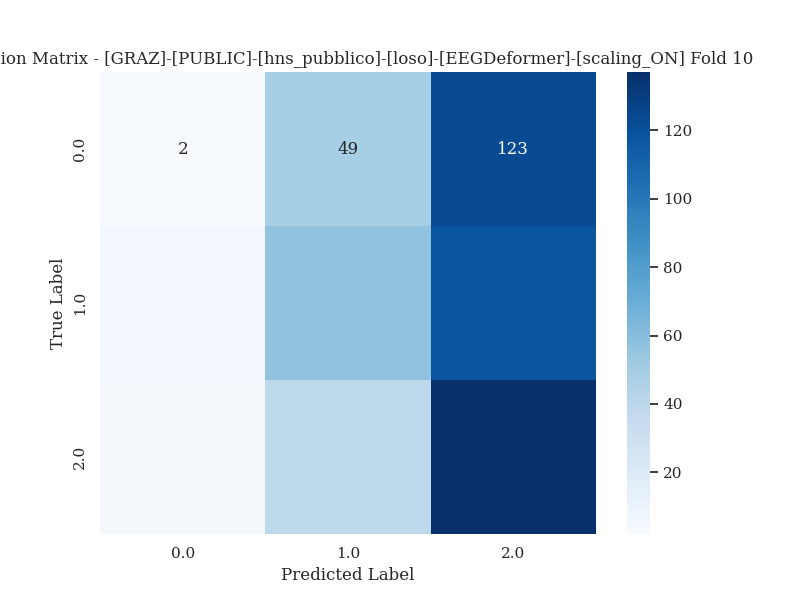 ion Matrix - [GRAZ]-[PUBLIC]-[hns_pubblico]-[loso]-[EEGDeformer]-[scaling_ON] Fold 10
0.0 2 49 123
1.0
2.0
True Label
0.0 1.0 2.0
Predicted Label
120
100
80
60
40
20